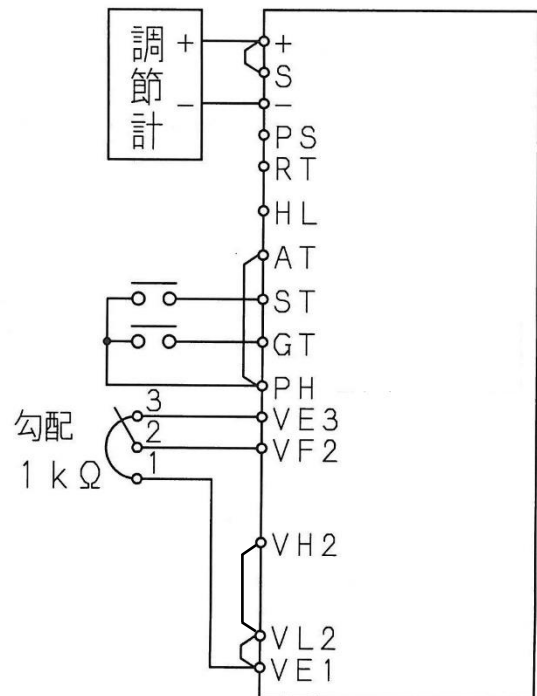 調節計
+
−
+
S
−
PS
RT
HL
AT
ST
GT
PH
3
VE3
勾配
2
VF2
1kΩ
1
VH2
VL2
VE1